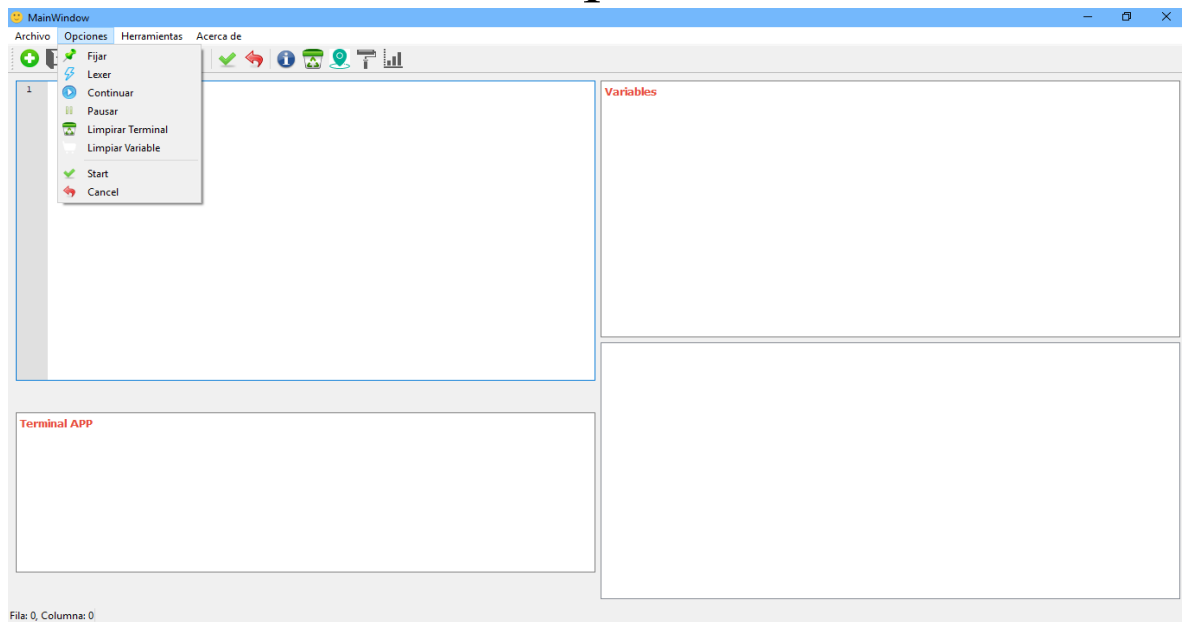 MainWindow
Archivo Opciones Herramientas Acerca de
Fijar
Lexer
Continuar
Pausar
Limpirar Terminal
Limpiar Variable
Start
Cancel
1
Variables
Terminal APP
Fila: 0, Columna: 0